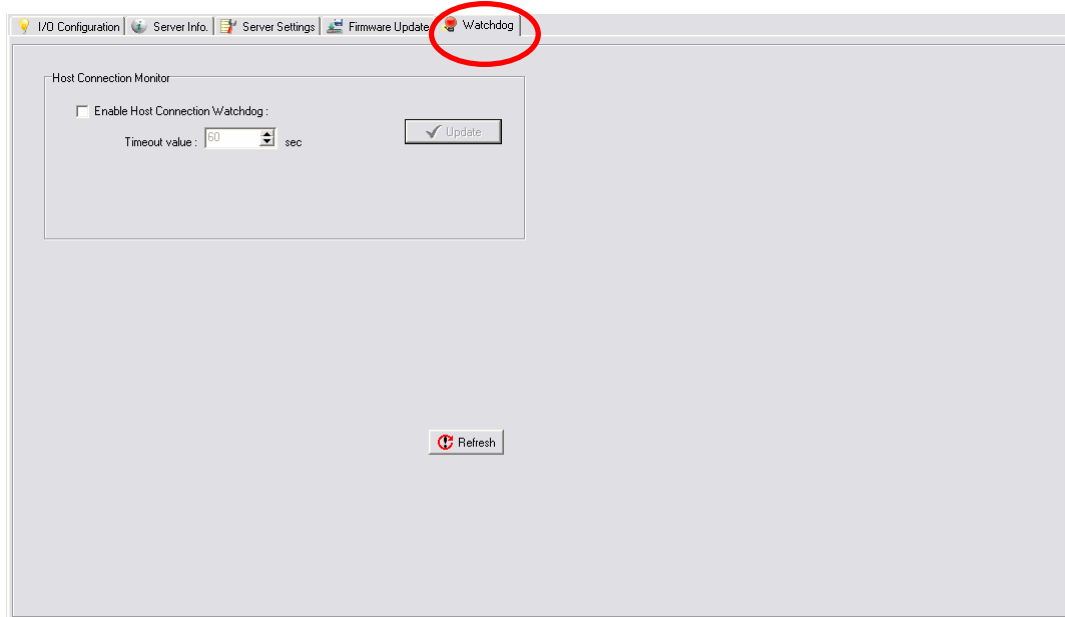 I/O Configuration Server Info. Server Settings Firmware Update Watchdog
Host Connection Monitor
Enable Host Connection Watchdog :
Timeout value : 60 sec
Update
Refresh